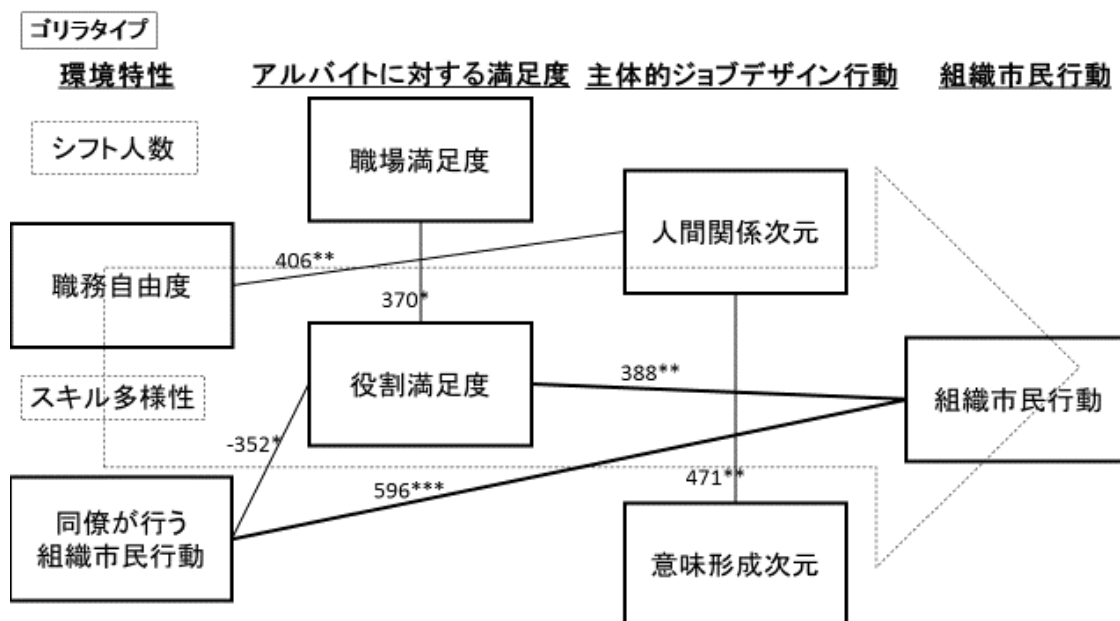 ゴリラタイプ
環境特性
アルバイトに対する満足度
主体的ジョブデザイン行動
組織市民行動
シフト人数
職場満足度
人間関係次元
406**
職務自由度
370*
役割満足度
388**
組織市民行動
スキル多様性
-352*
596***
471**
同僚が行う
組織市民行動
意味形成次元